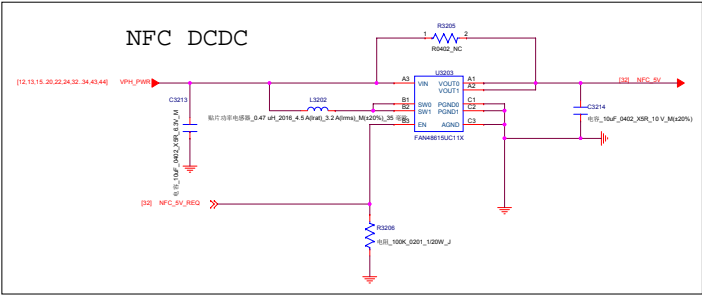 NFC DCDC
R3205
1
2
R0402_NC
U3203
[12,13,15..20,22,24,32..34,43,44]
VPH_PWR
A3
VIN
VOUT0
A1
VOUT1
A2
[32]
NFC_5V
C3213
电容_10uF_0402_X5R_6.3V_M
L3202
贴片功率电感器_0.47 uH_2016_4.5 A(Irat)_3.2 A(Irms)_M(±20%)_35 毫欧
B1
SW0
PGND0
C1
B2
SW1
PGND1
C2
B3
EN
AGND
C3
FAN48615UC11X
C3214
电容_10uF_0402_X5R_10 V_M(±20%)
[32]
NFC_5V_REQ
R3206
电阻_100K_0201_1/20W_J